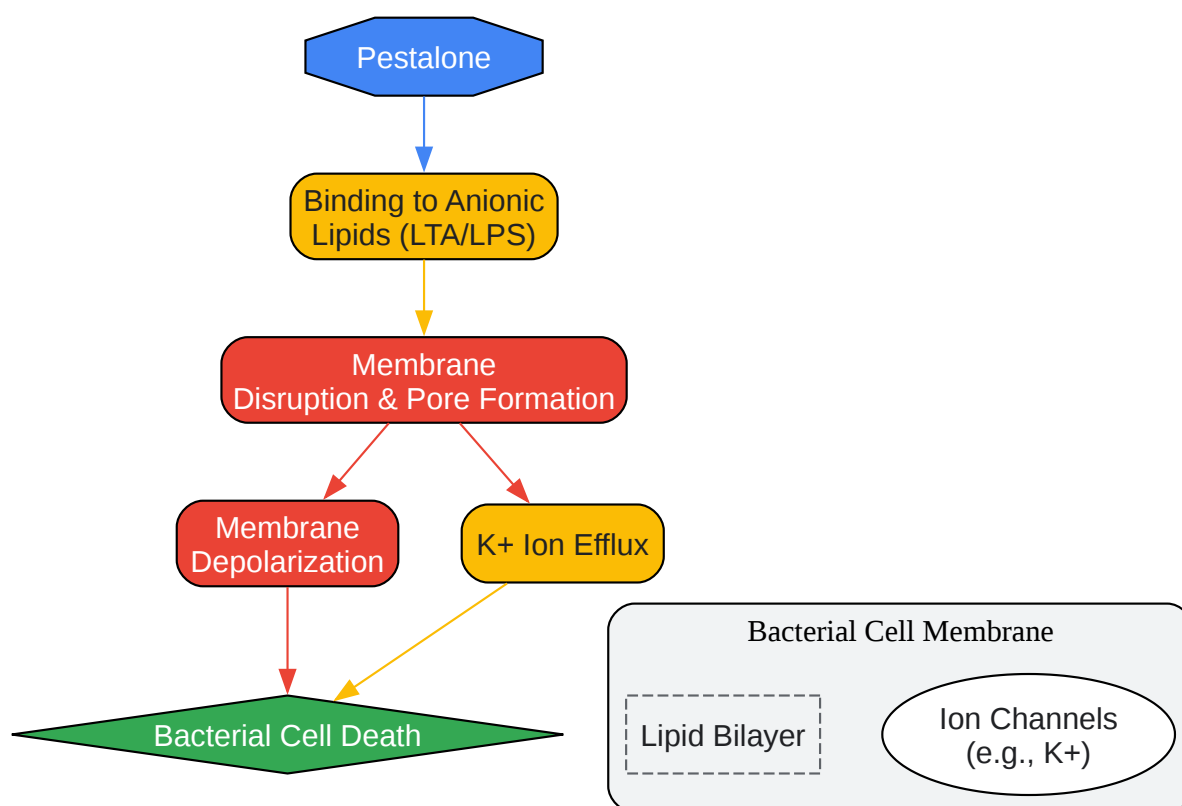 Pestalone
Binding to Anionic
Lipids (LTA/LPS)
Membrane
Disruption & Pore Formation
Membrane
Depolarization
K+ Ion Efflux
Bacterial Cell Death
Bacterial Cell Membrane
Lipid Bilayer
Ion Channels
(e.g., K+)